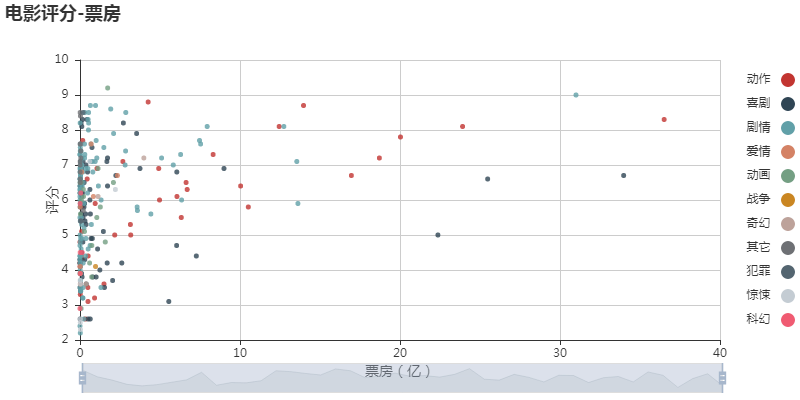 电影评分-票房
10
9
8
7
6
5
4
3
2
评分
0
10
20
30
40
票房（亿）
动作
喜剧
剧情
爱情
动画
战争
奇幻
其它
犯罪
惊悚
科幻